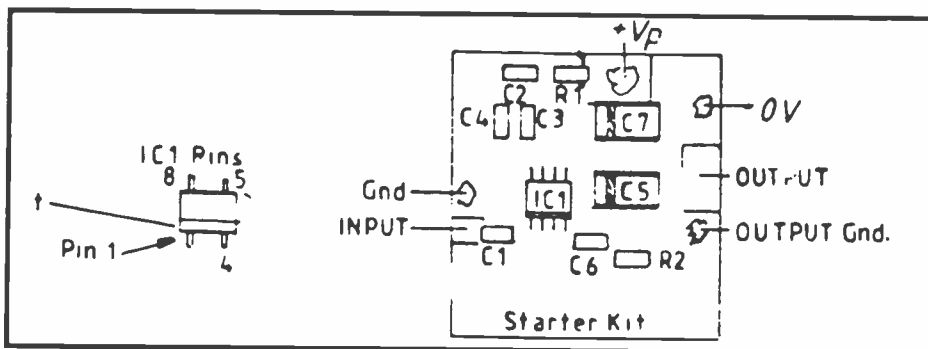 +Vp
C2
R1
C4
C3
C7
0V
IC1 Pins
8
5
Gnd
IC1
C5
OUTPUT
t
INPUT
Pin 1
C1
C6
R2
OUTPUT Gnd.
4
Starter Kit